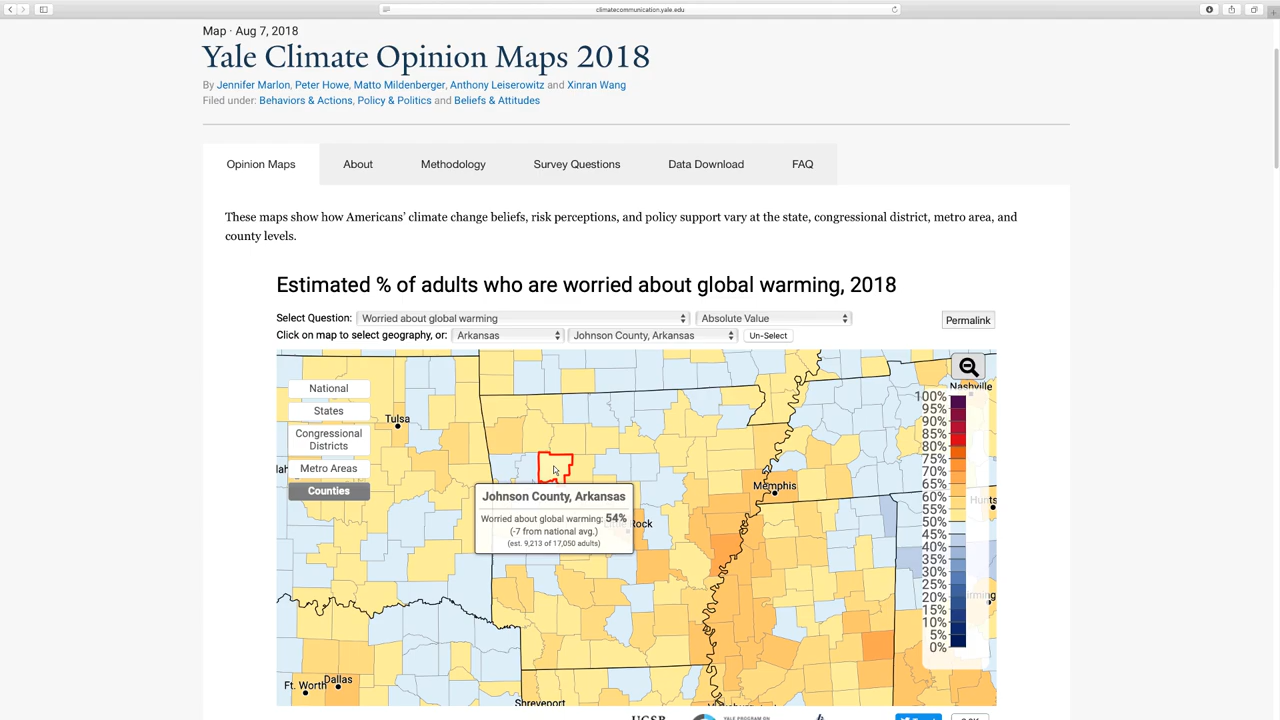 climatecommunication.yale.edu
Map · Aug 7, 2018
Yale Climate Opinion Maps 2018
By Jennifer Marlon, Peter Howe, Matto Mildenberger, Anthony Leiserowitz and Xinran Wang
Filed under: Behaviors & Actions, Policy & Politics and Beliefs & Attitudes
Opinion Maps About Methodology Survey Questions Data Download FAQ
These maps show how Americans' climate change beliefs, risk perceptions, and policy support vary at the state, congressional district, metro area, and
county levels.
Estimated % of adults who are worried about global warming, 2018
Select Question: Worried about global warming Absolute Value
Permalink
Click on map to select geography, or: Arkansas Johnson County, Arkansas Un-Select
National
States
Congressional
Districts
Metro Areas
Counties
Tulsa
Nashville
Memphis
Rock
Johnson County, Arkansas
Worried about global warming: 54%
(-7 from national avg.)
(est. 9,213 of 17,050 adults)
100%
95%
90%
85%
80%
75%
70%
65%
60%
55%
50%
45%
40%
35%
30%
25%
20%
15%
10%
5%
0%
Ft. Worth
Dallas
Shreveport
UCSB
YALE PROGRAM ON